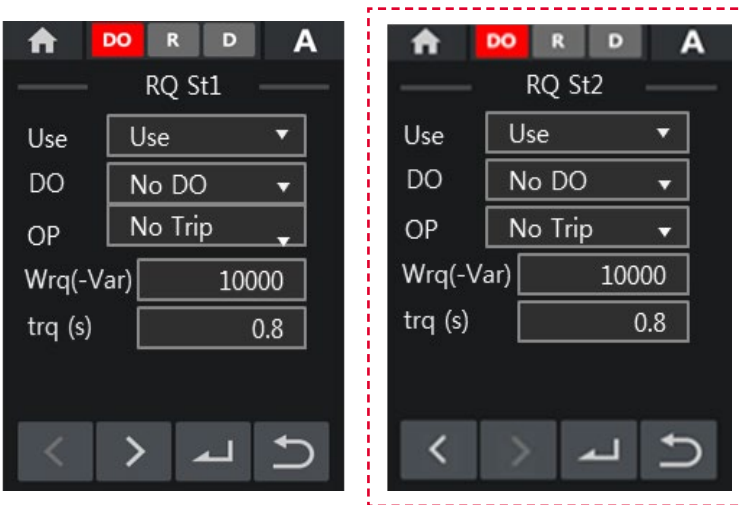 DO R D A
RQ St1
Use Use
DO No DO
OP No Trip
Wrq(-Var) 10000
trq (s) 0.8
DO R D A
RQ St2
Use Use
DO No DO
OP No Trip
Wrq(-Var) 10000
trq (s) 0.8